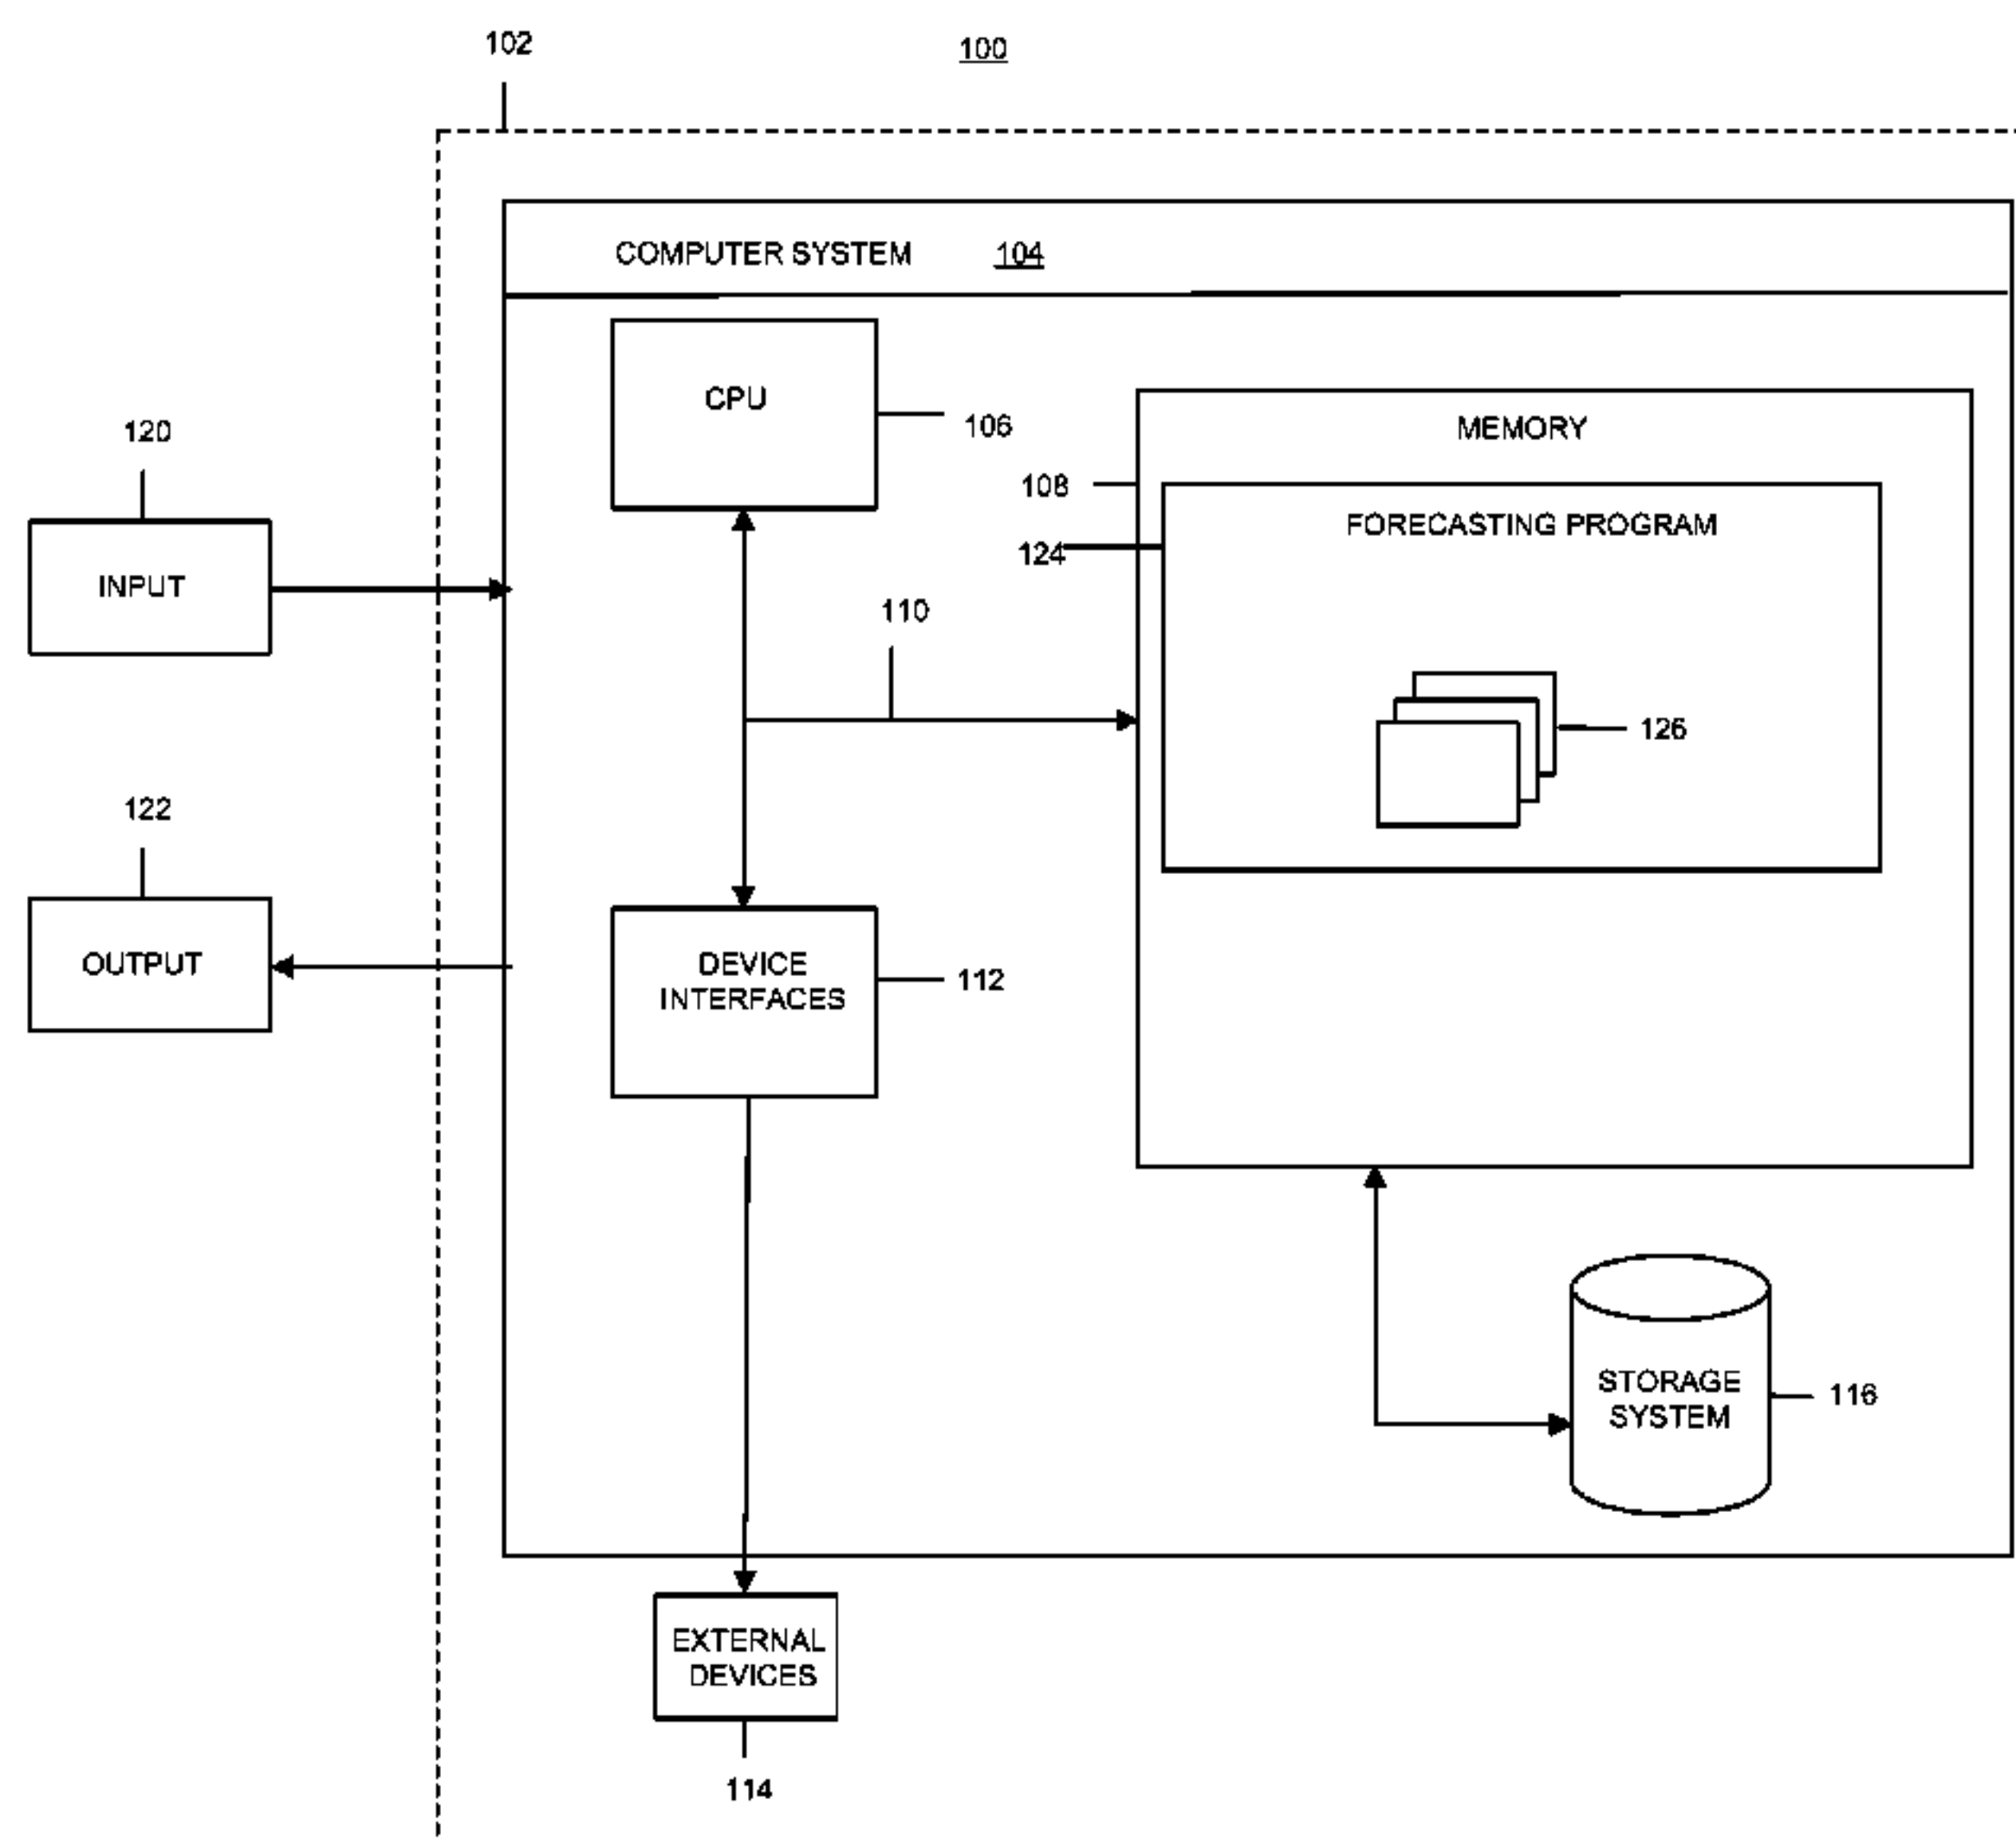 102
100
COMPUTER SYSTEM 104
CPU
106
MEMORY
120
108
FORECASTING PROGRAM
124
INPUT
110
126
122
OUTPUT
DEVICE
INTERFACES
112
STORAGE
SYSTEM
116
EXTERNAL
DEVICES
114